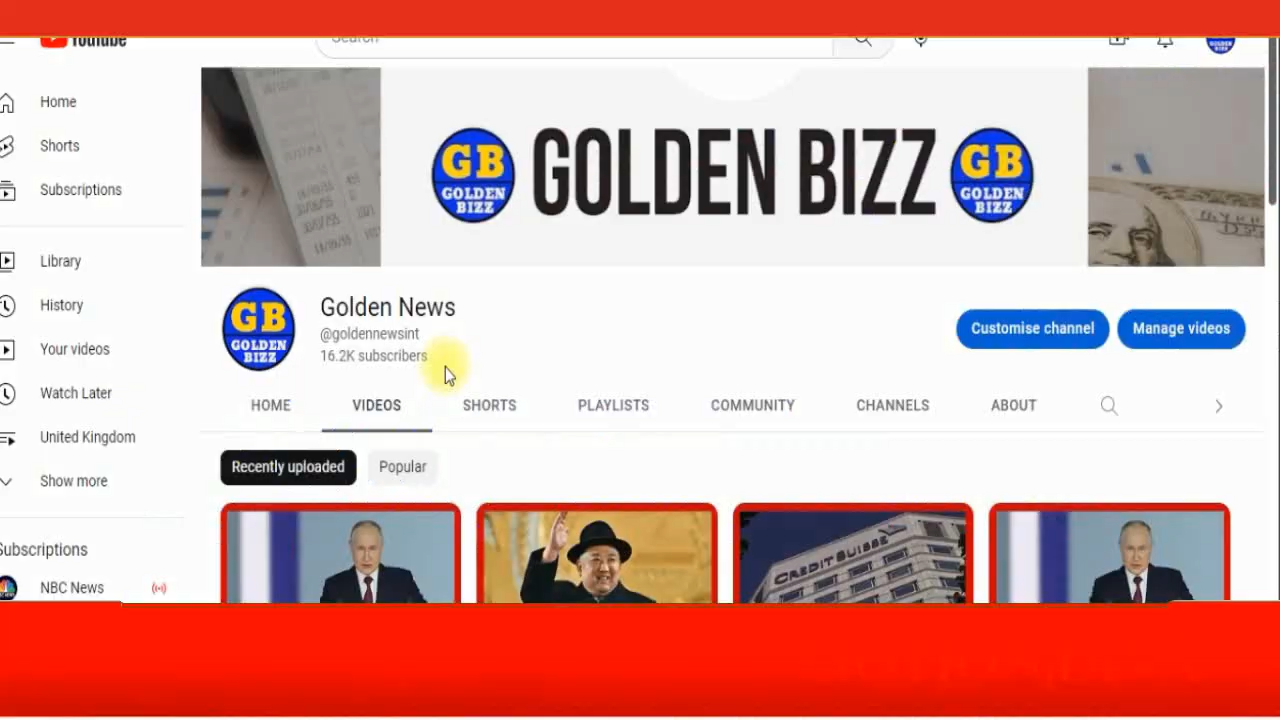 YouTube
Search
Home
Shorts
Subscriptions
Library
History
Your videos
Watch Later
United Kingdom
Show more
Subscriptions
NBC News
GB
GOLDEN
BIZZ
GOLDEN BIZZ
GB
GOLDEN
BIZZ
GB
GOLDEN
BIZZ
Golden News
@goldennewsint
16.2K subscribers
Customise channel
Manage videos
HOME
VIDEOS
SHORTS
PLAYLISTS
COMMUNITY
CHANNELS
ABOUT
Recently uploaded
Popular
CREDIT SUISSE